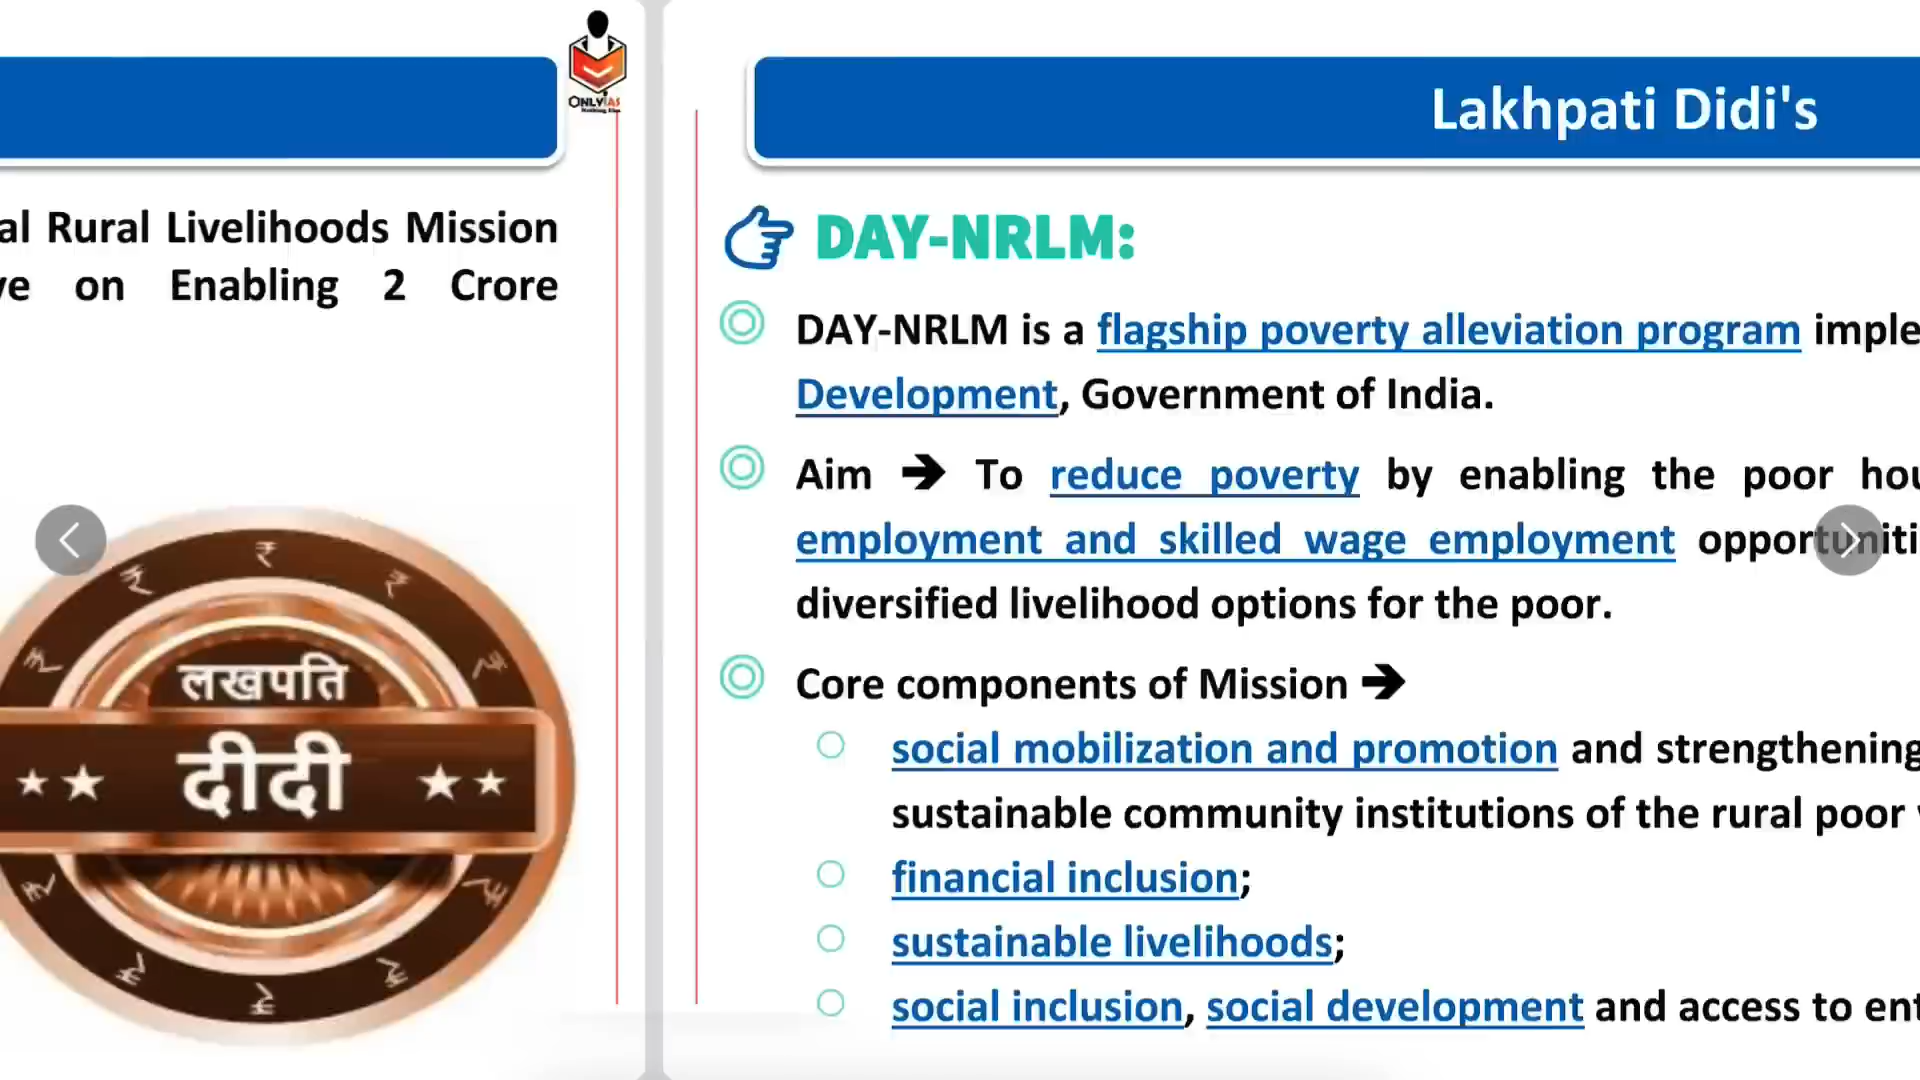 al Rural Livelihoods Mission
on Enabling 2 Crore
लखपति
दीदी
ONLYIAS
Lakhpati Didi's
DAY-NRLM:
DAY-NRLM is a flagship poverty alleviation program imple
Development, Government of India.
Aim ➔ To reduce poverty by enabling the poor hou
employment and skilled wage employment opportuniti
diversified livelihood options for the poor.
Core components of Mission ➔
social mobilization and promotion and strengthening
sustainable community institutions of the rural poor
financial inclusion;
sustainable livelihoods;
social inclusion, social development and access to ent